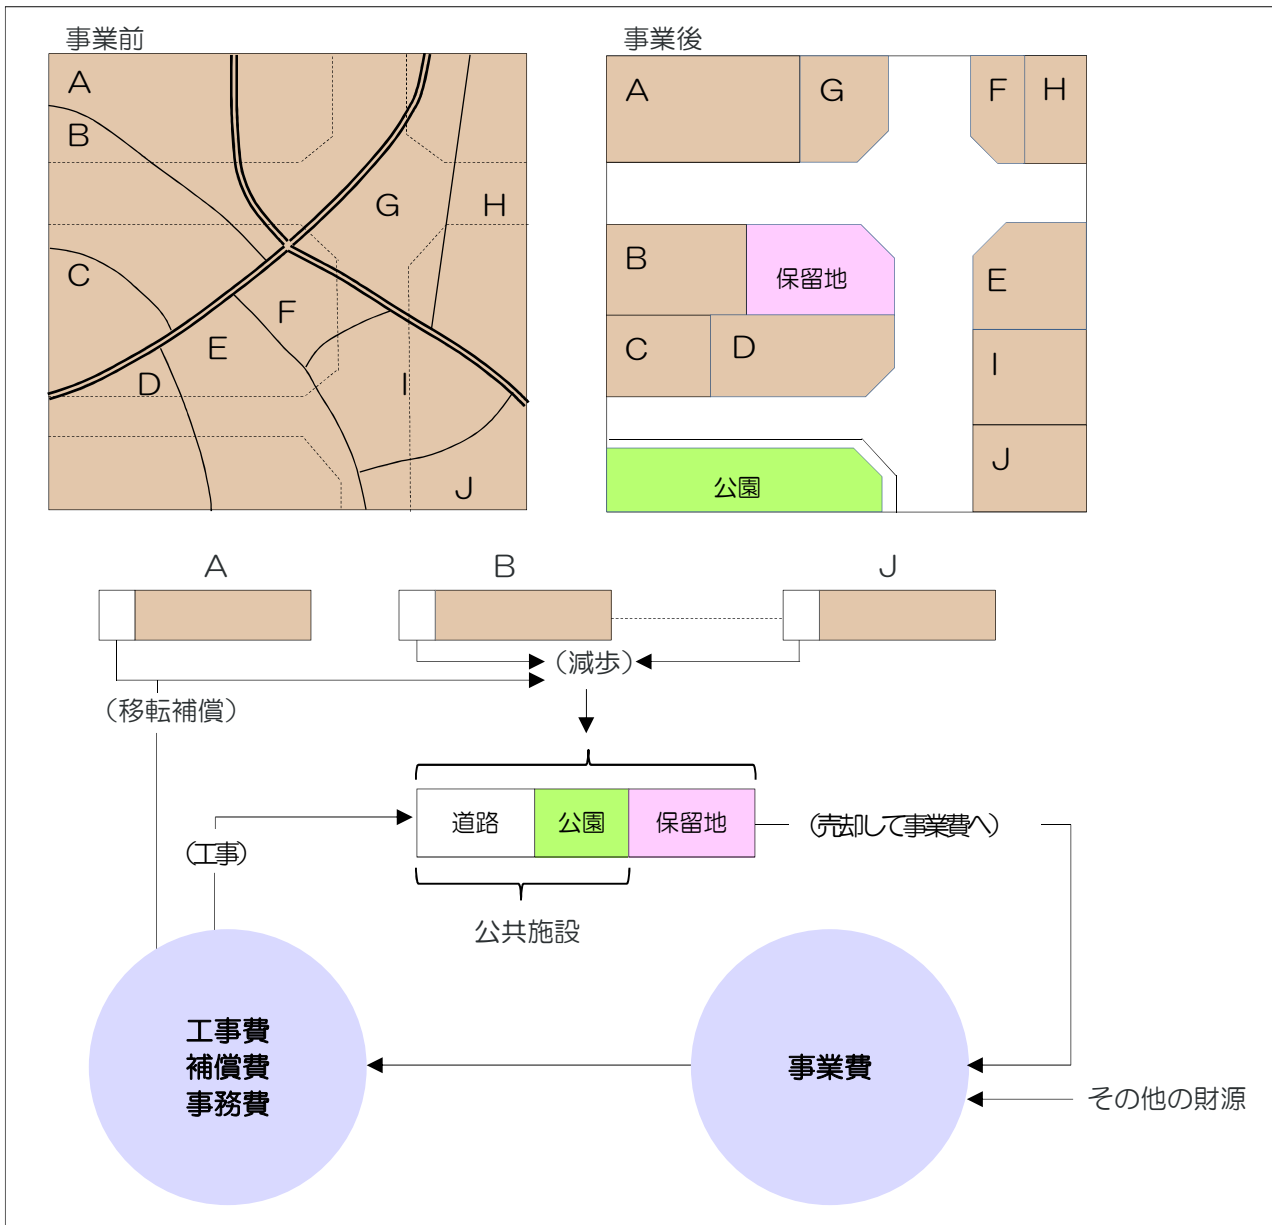 事業前
A
B
C
D
E
F
G
H
I
J
事業後
A
G
F
H
B
保留地
E
C
D
I
J
公園
A
B
J
(減歩)
(移転補償)
道路
公園
保留地
(売却して事業費へ)
(工事)
公共施設
工事費
補償費
事務費
事業費
その他の財源